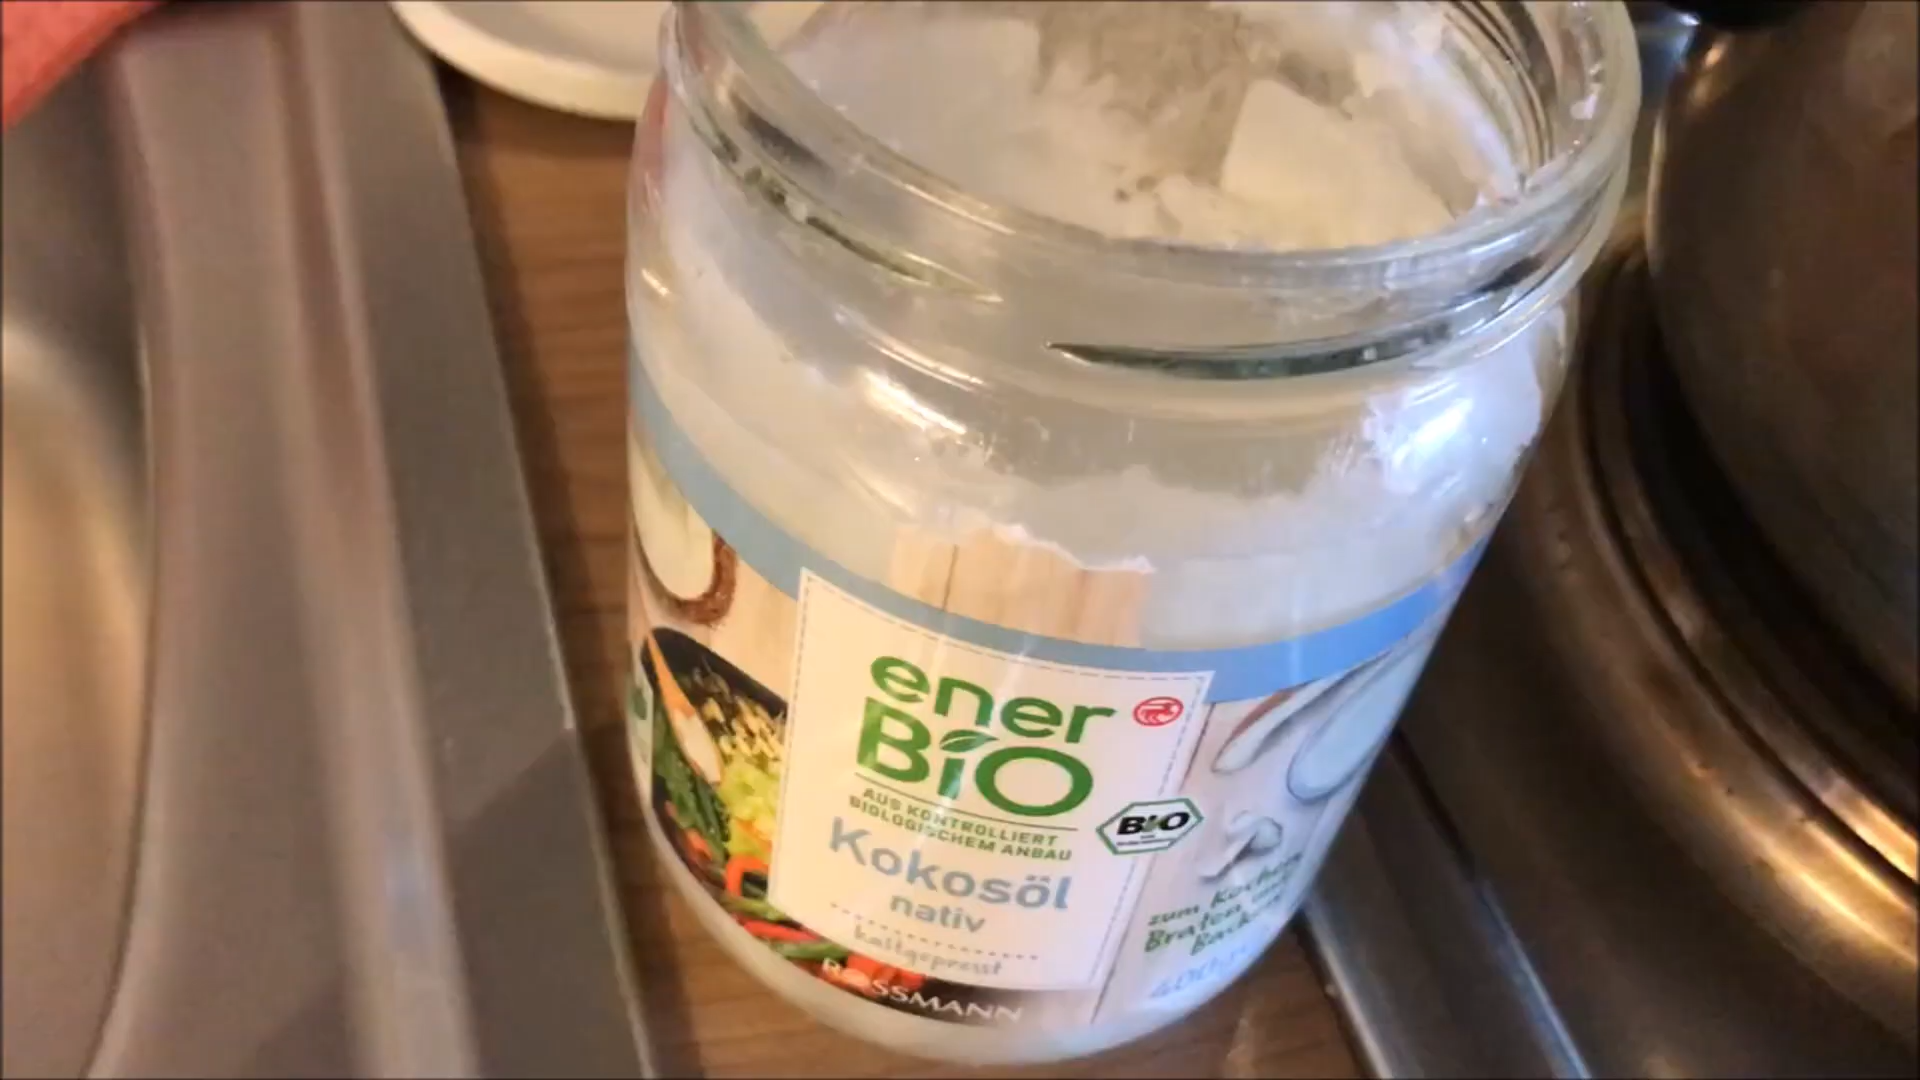 ener
BiO
AUS KONTROLLIERT
BIOLOGISCHEM ANBAU
BIO
Kokosöl
nativ
kaltgepresst
zum Kochen
Braten und
Backen
ROSSMANN